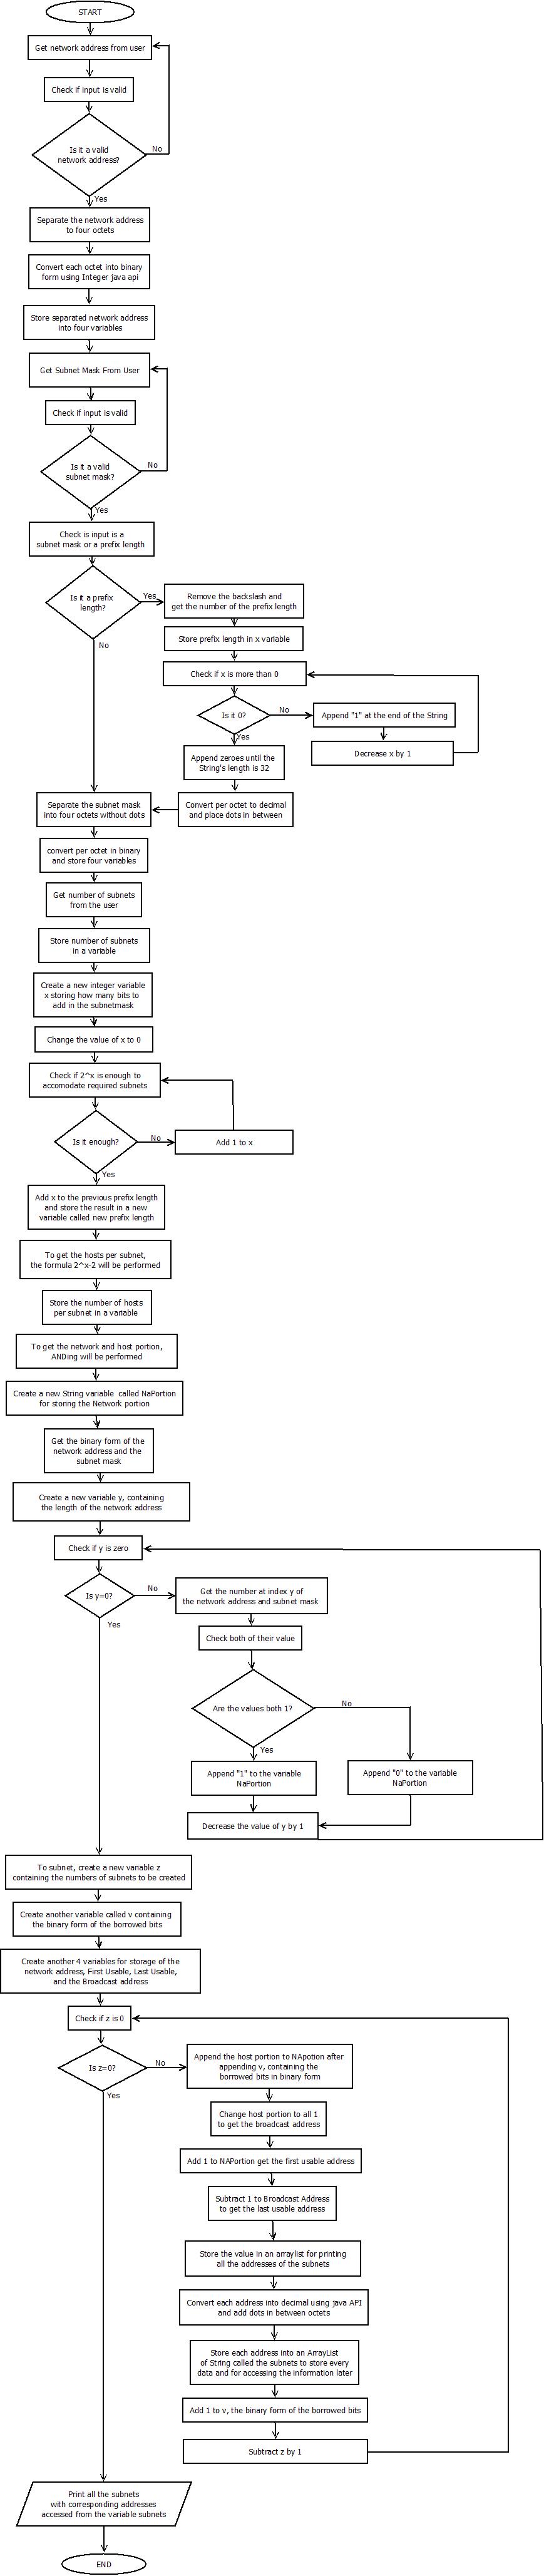 START
Get network address from user
Check if input is valid
Is it a valid
network address?
No
Yes
Separate the network address
to four octets
Convert each octet into binary
form using Integer java api
Store separated network address
into four variables
Get Subnet Mask From User
Check if input is valid
Is it a valid
subnet mask?
No
Yes
Check is input is a
subnet mask or a prefix length
Is it a prefix
length?
Yes
No
Remove the backslash and
get the number of the prefix length
Store prefix length in x variable
Check if x is more than 0
Is it 0?
No
Yes
Append "1" at the end of the String
Decrease x by 1
Append zeroes until the
String's length is 32
Convert per octet to decimal
and place dots in between
Separate the subnet mask
into four octets without dots
convert per octet in binary
and store four variables
Get number of subnets
from the user
Store number of subnets
in a variable
Create a new integer variable
x storing how many bits to
add in the subnetmask
Change the value of x to 0
Check if 2^x is enough to
accomodate required subnets
Is it enough?
No
Add 1 to x
Yes
Add x to the previous prefix length
and store the result in a new
variable called new prefix length
To get the hosts per subnet,
the formula 2^x-2 will be performed
Store the number of hosts
per subnet in a variable
To get the network and host portion,
ANDing will be performed
Create a new String variable called NaPortion
for storing the Network portion
Get the binary form of the
network address and the
subnet mask
Create a new variable y, containing
the length of the network address
Check if y is zero
Is y=0?
No
Yes
Get the number at index y of
the network address and subnet mask
Check both of their value
Are the values both 1?
No
Yes
Append "1" to the variable
NaPortion
Append "0" to the variable
NaPortion
Decrease the value of y by 1
To subnet, create a new variable z
containing the numbers of subnets to be created
Create another variable called v containing
the binary form of the borrowed bits
Create another 4 variables for storage of the
network address, First Usable, Last Usable,
and the Broadcast address
Check if z is 0
Is z=0?
No
Yes
Append the host portion to NApotion after
appending v, containing the
borrowed bits in binary form
Change host portion to all 1
to get the broadcast address
Add 1 to NAPortion get the first usable address
Subtract 1 to Broadcast Address
to get the last usable address
Store the value in an arraylist for printing
all the addresses of the subnets
Convert each address into decimal using java API
and add dots in between octets
Store each address into an ArrayList
of String called the subnets to store every
data and for accessing the information later
Add 1 to v, the binary form of the borrowed bits
Subtract z by 1
Print all the subnets
with corresponding addresses
accessed from the variable subnets
END